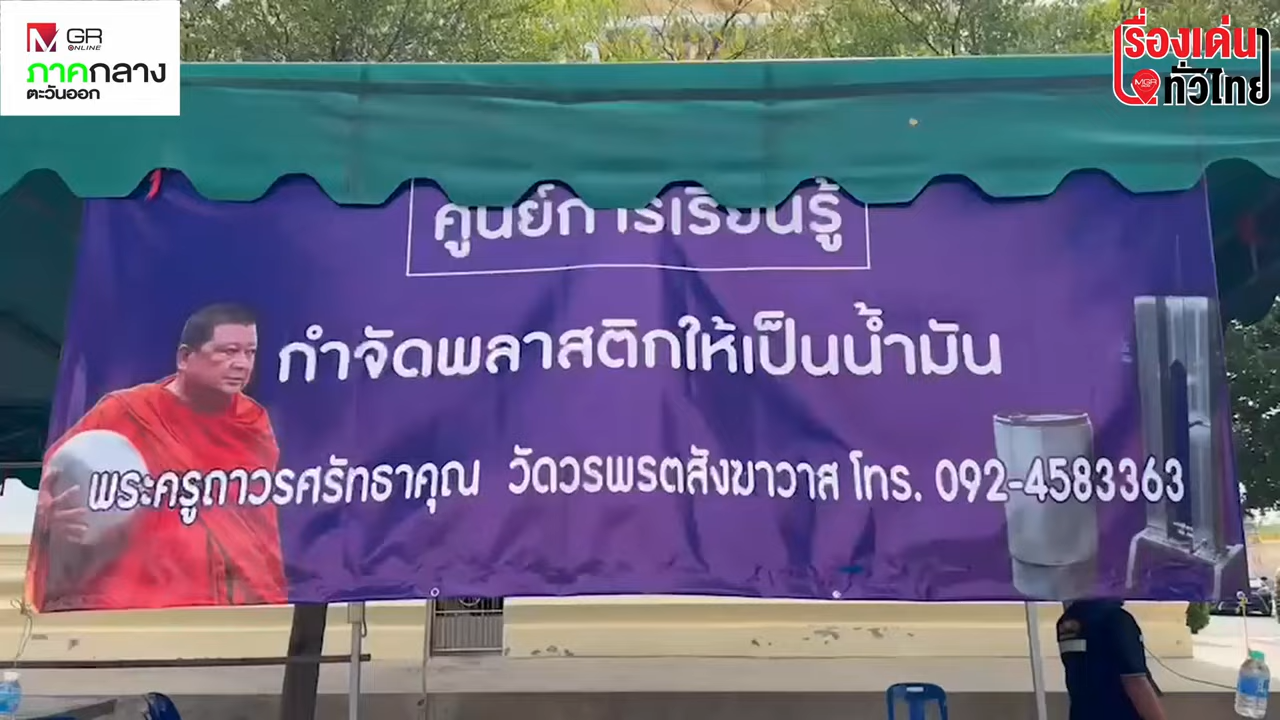 MGR ONLINE
ภาคกลาง
ตะวันออก
เรื่องเด่น
ทั่วไทย
MGR
ศูนย์การเรียนรู้
กำจัดพลาสติกให้เป็นน้ำมัน
พระครูถาวรศรัทธาคุณ วัดวรพรตสังฆาวาส โทร. 092-4583363